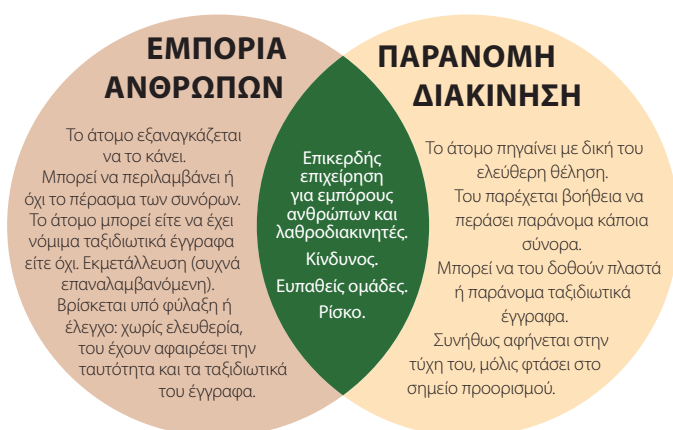 ΕΜΠΟΡΙΑ
ΑΝΘΡΩΠΩΝ
Το άτομο εξαναγκάζεται
να το κάνει.
Μπορεί να περιλαμβάνει ή
όχι το πέρασμα των συνόρων.
Το άτομο μπορεί είτε να έχει
νόμιμα ταξιδιωτικά έγγραφα
είτε όχι. Εκμετάλλευση (συχνά
επαναλαμβανόμενη).
Βρίσκεται υπό φύλαξη ή
έλεγχο: χωρίς ελευθερία,
του έχουν αφαιρέσει την
ταυτότητα και τα ταξιδιωτικά
του έγγραφα.
Επικερδής
επιχείρηση
για εμπόρους
ανθρώπων και
λαθροδιακινητές.
Κίνδυνος.
Ευπαθείς ομάδες.
Ρίσκο.
ΠΑΡΑΝΟΜΗ
ΔΙΑΚΙΝΗΣΗ
Το άτομο πηγαίνει με δική του
ελεύθερη θέληση.
Του παρέχεται βοήθεια να
περάσει παράνομα κάποια
σύνορα.
Μπορεί να του δοθούν πλαστά
ή παράνομα ταξιδιωτικά
έγγραφα.
Συνήθως αφήνεται στην
τύχη του, μόλις φτάσει στο
σημείο προορισμού.